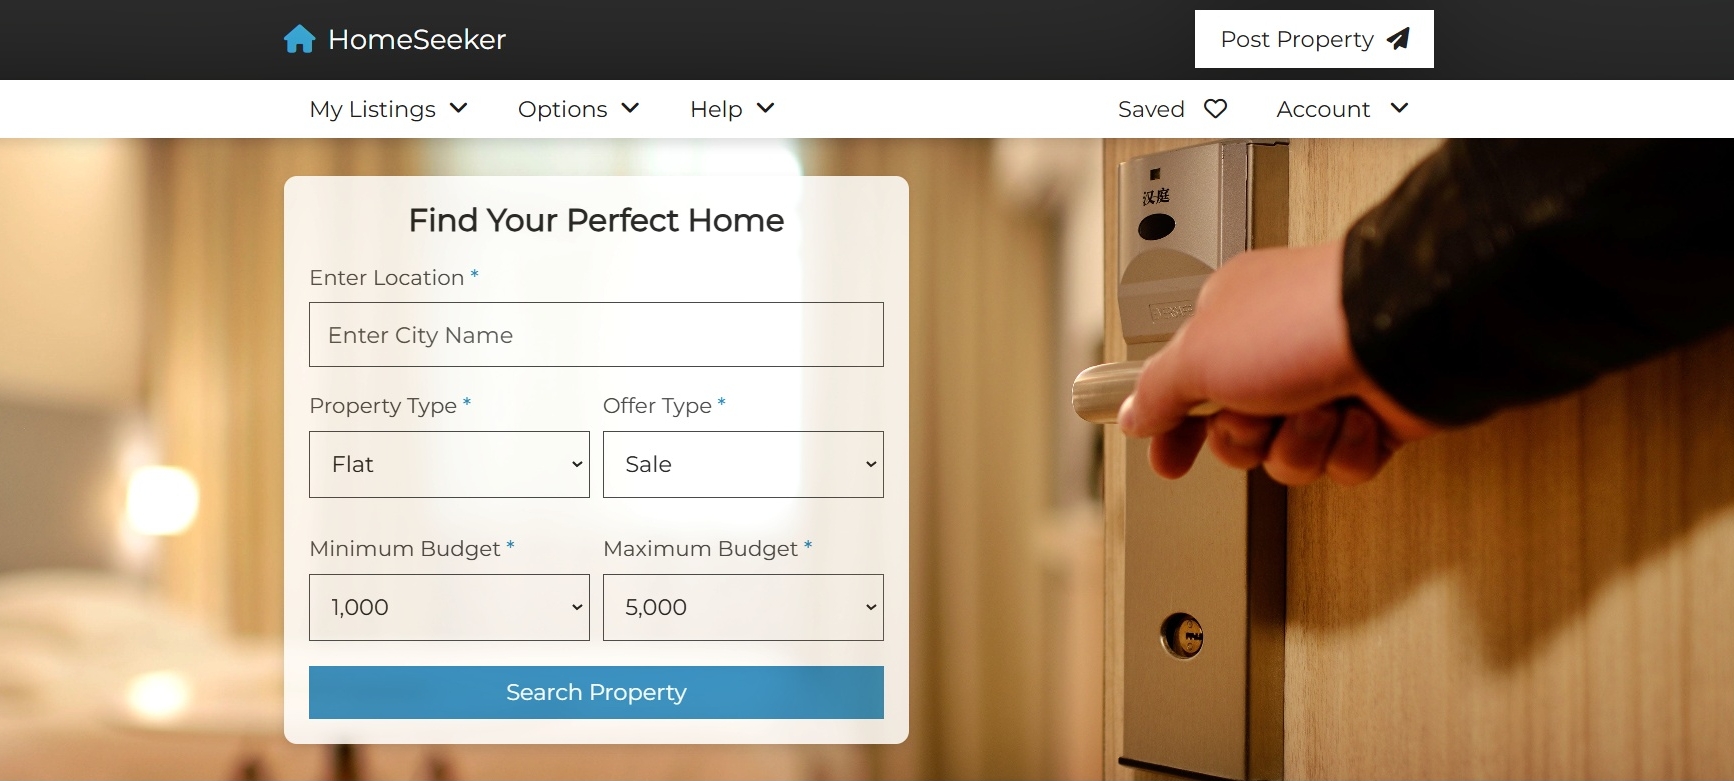 HomeSeeker
Post Property
My Listings
Options
Help
Saved
Account
Find Your Perfect Home
Enter Location *
Enter City Name
Property Type *
Offer Type *
Flat
Sale
Minimum Budget *
Maximum Budget *
1,000
5,000
Search Property
汉庭